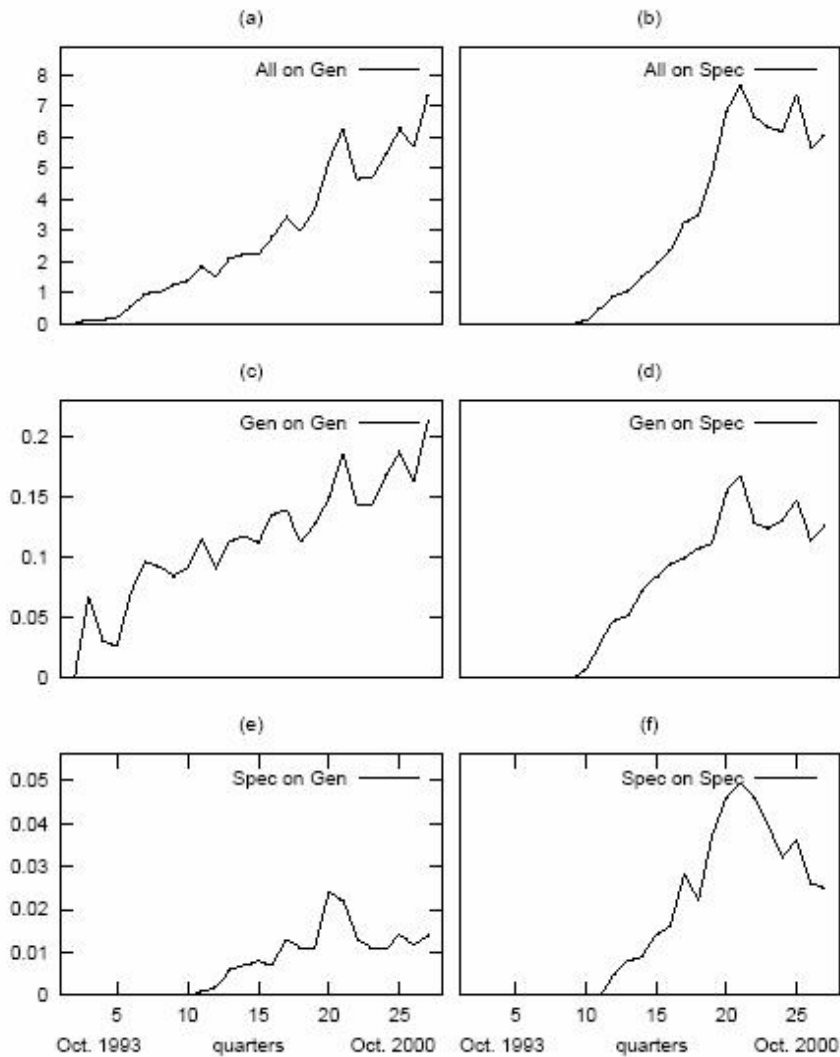 (a)
(b)
All on Gen
All on Spec
8
7
6
5
4
3
2
1
0
(c)
(d)
Gen on Gen
Gen on Spec
0.2
0.15
0.1
0.05
0
(e)
(f)
Spec on Gen
Spec on Spec
0.05
0.04
0.03
0.02
0.01
0
5 10 15 20 25
5 10 15 20 25
Oct. 1993 quarters Oct. 2000
Oct. 1993 quarters Oct. 2000